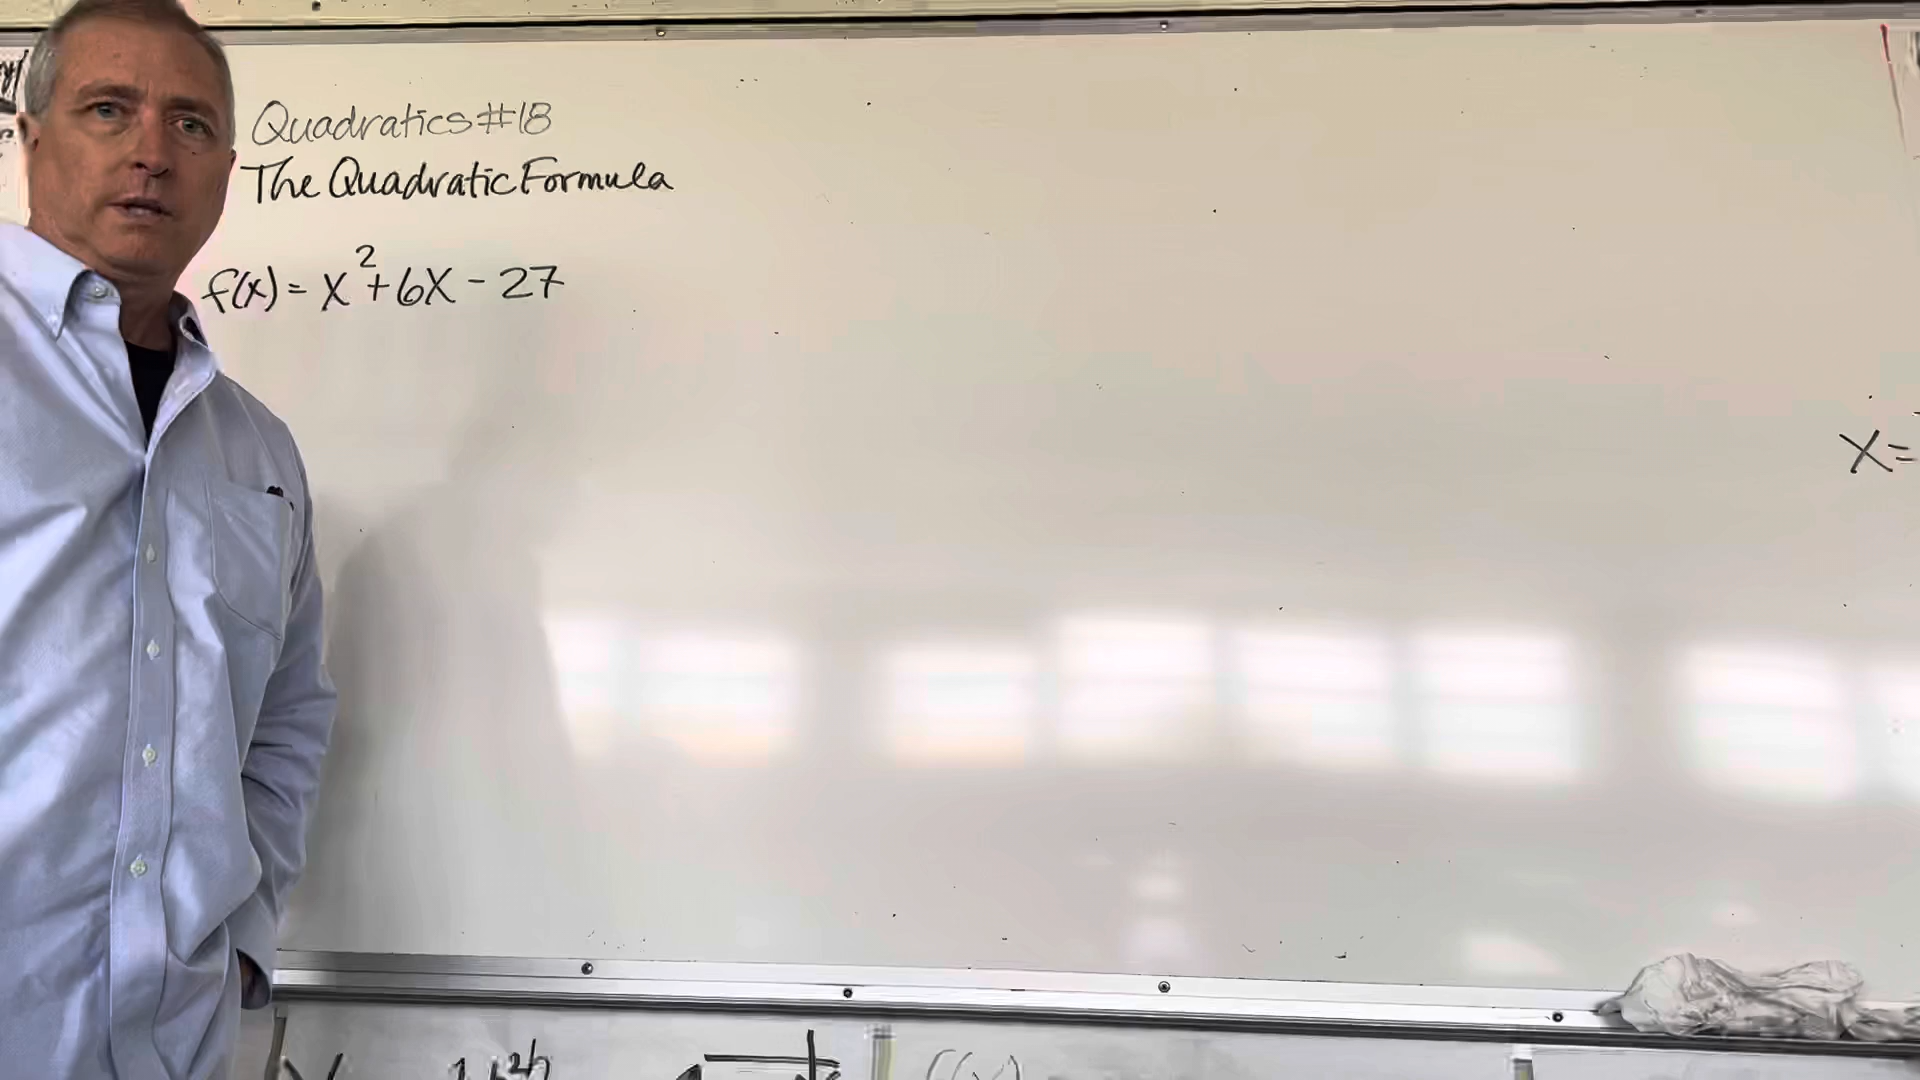 Quadratics #18
The Quadratic Formula
f(x) = x² + 6x - 27
x =